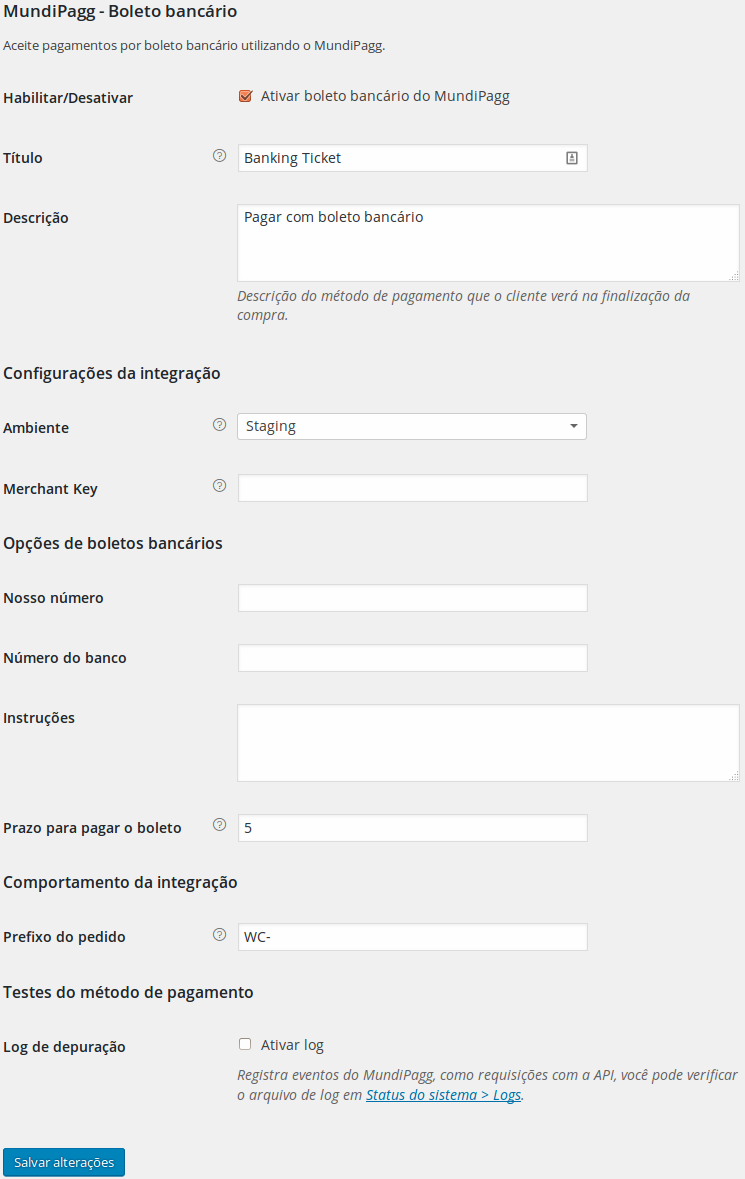 MundiPagg - Boleto bancário
Aceite pagamentos por boleto bancário utilizando o MundiPagg.
Habilitar/Desativar
Ativar boleto bancário do MundiPagg
Título
Banking Ticket
Descrição
Pagar com boleto bancário
Descrição do método de pagamento que o cliente verá na finalização da
compra.
Configurações da integração
Ambiente
Staging
Merchant Key
Opções de boletos bancários
Nosso número
Número do banco
Instruções
Prazo para pagar o boleto
5
Comportamento da integração
Prefixo do pedido
WC-
Testes do método de pagamento
Log de depuração
Ativar log
Registra eventos do MundiPagg, como requisições com a API, você pode verificar
o arquivo de log em Status do sistema > Logs.
Salvar alterações